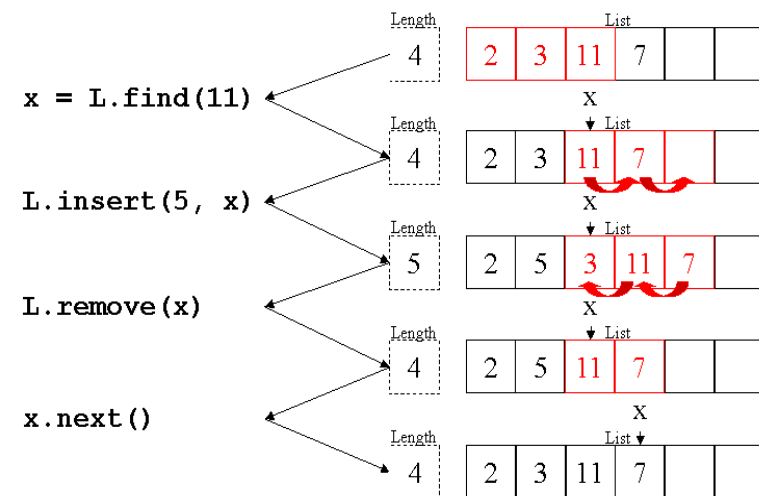 Length List
4 2 3 11 7
x = L.find(11)
X
Length List
4 2 3 11 7
L.insert(5, x)
X
Length List
5 2 5 3 11 7
L.remove(x)
X
Length List
4 2 5 11 7
x.next()
X
Length List
4 2 3 11 7